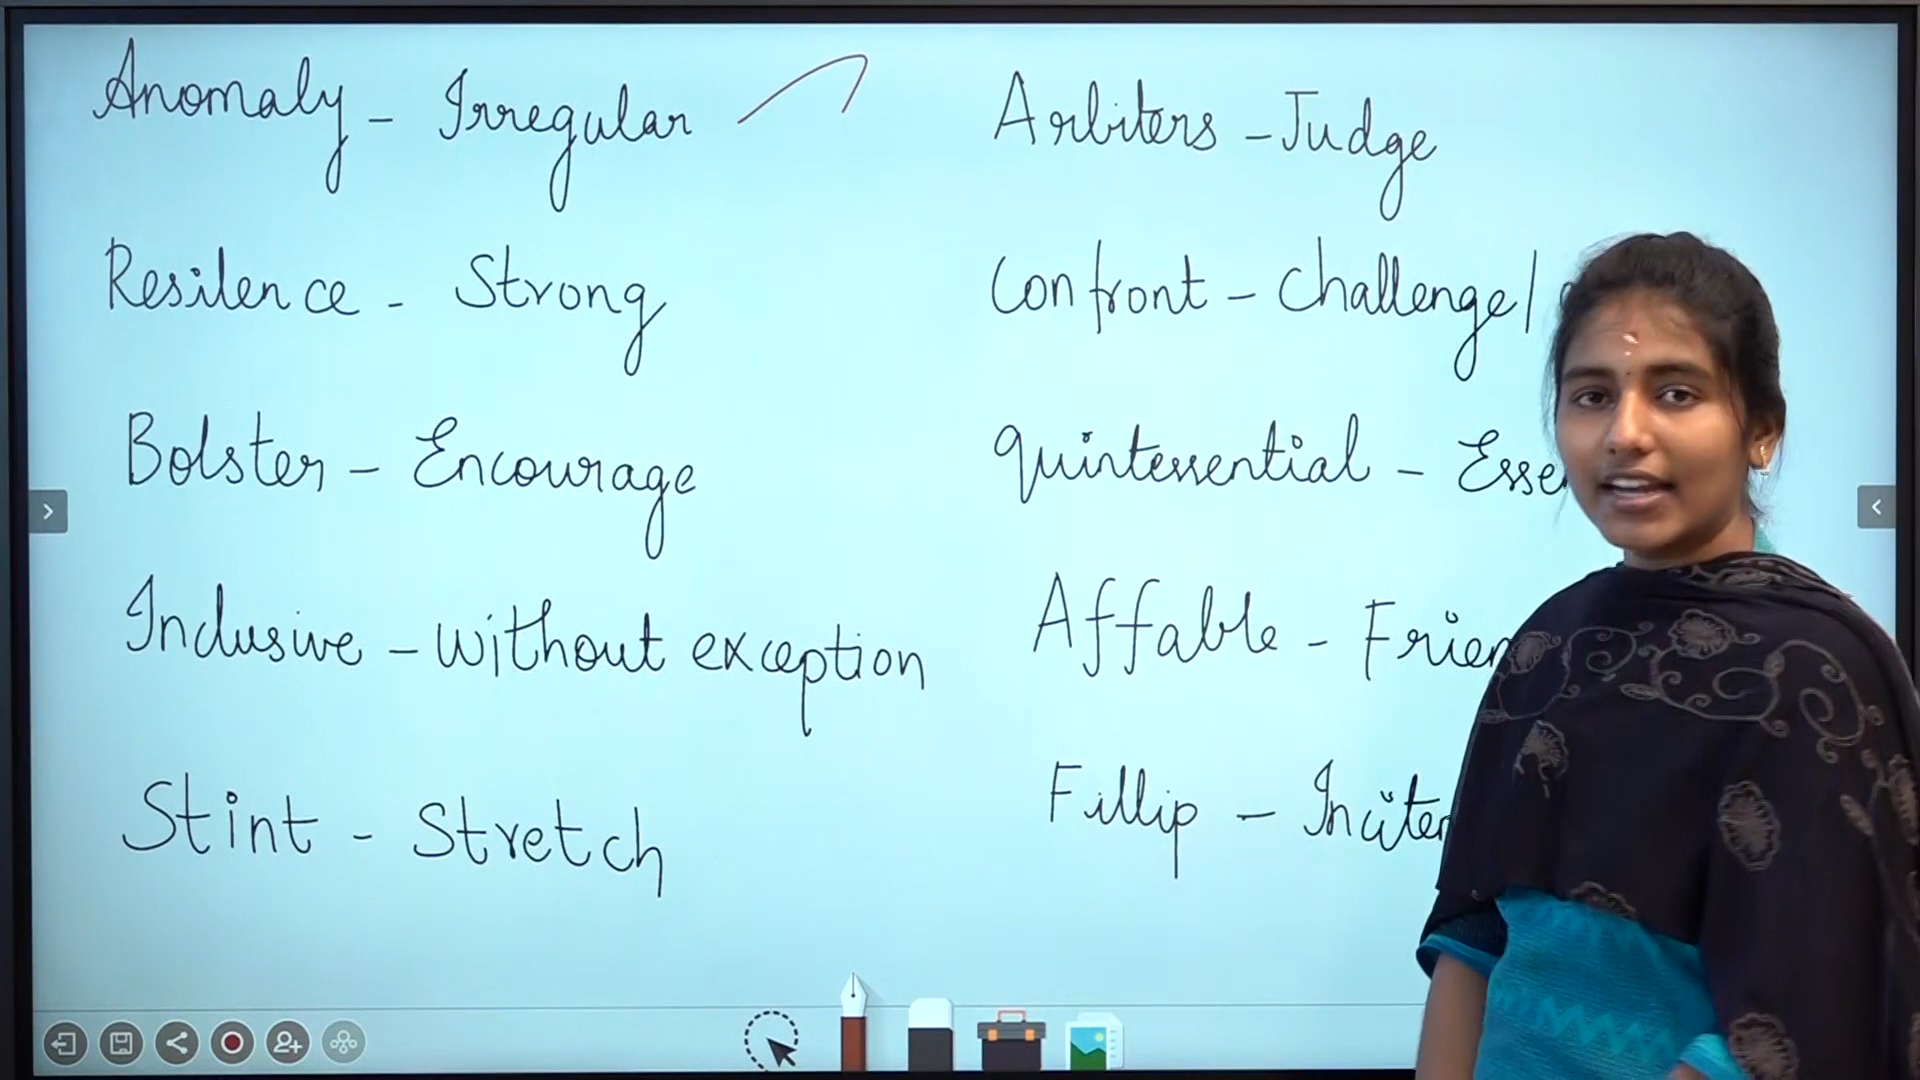 Anomaly - Irregular
Resilence - Strong
Bolster - Encourage
Inclusive - without exception
Stint - Stretch
Arbiters - Judge
Confront - Challenge/
Quintessential -
Affable -
Fillip -